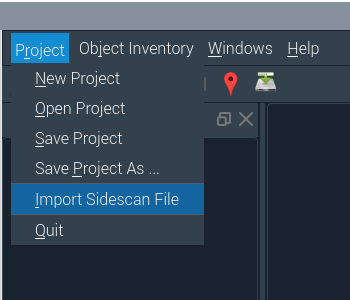 Project Object Inventory Windows Help
New Project
Open Project
Save Project
Save Project As ...
Import Sidescan File
Quit